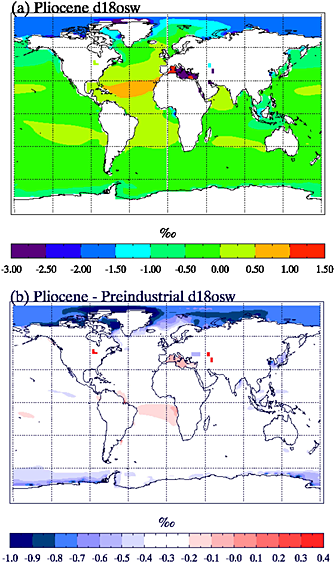 (a) Pliocene d18osw
‰
-3.00 -2.50 -2.00 -1.50 -1.00 -0.50 0.00 0.50 1.00 1.50
(b) Pliocene - Preindustrial d18osw
‰
-1.0 -0.9 -0.8 -0.7 -0.6 -0.5 -0.4 -0.3 -0.2 -0.1 -0.0 0.1 0.2 0.3 0.4